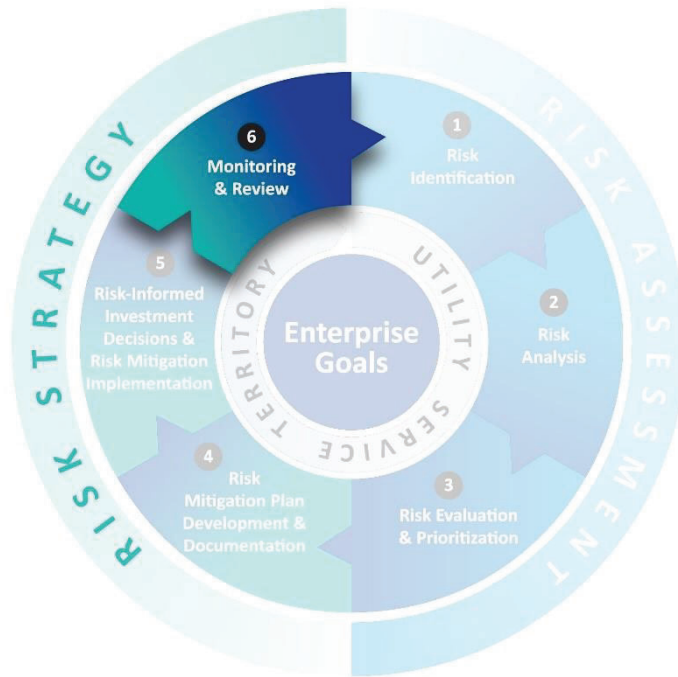 RISK STRATEGY
RISK ASSESSMENT
1
Risk
Identification
2
Risk
Analysis
3
Risk Evaluation
& Prioritization
4
Risk
Mitigation Plan
Development &
Documentation
5
Risk-Informed
Investment
Decisions &
Risk Mitigation
Implementation
6
Monitoring
& Review
UTILITY SERVICE TERRITORY
Enterprise
Goals